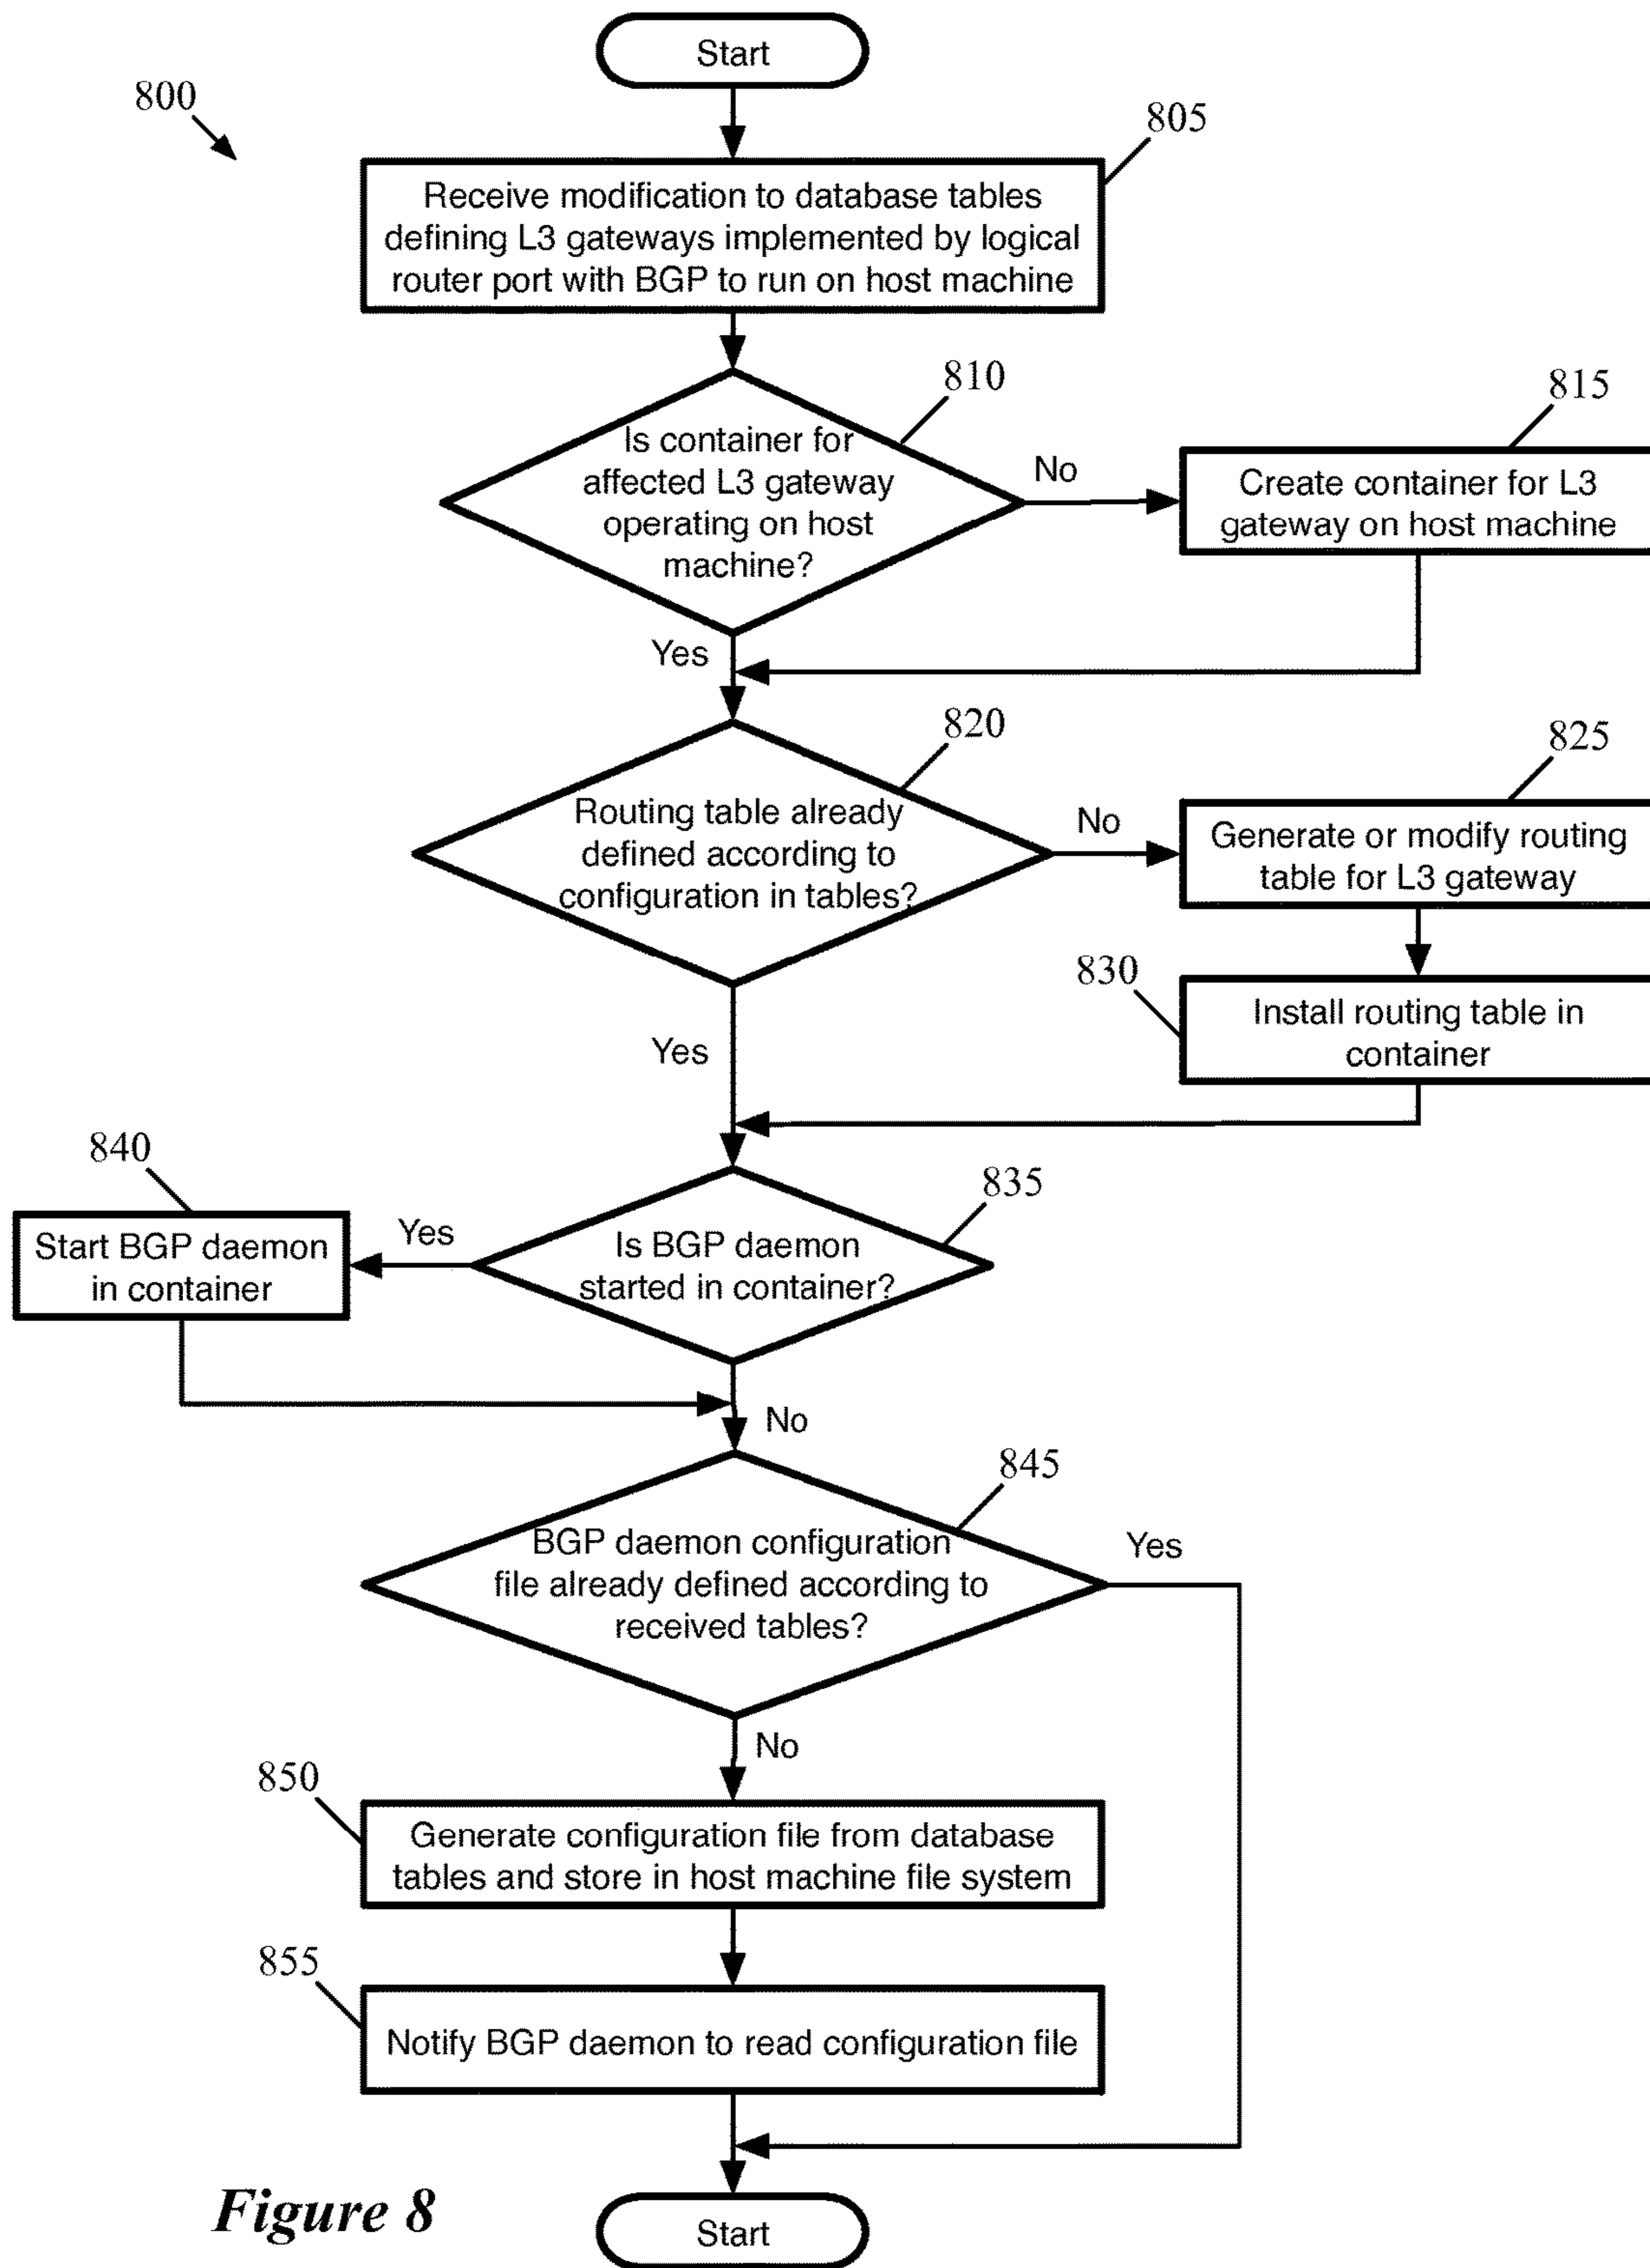 Start
800
805
Receive modification to database tables
defining L3 gateways implemented by logical
router port with BGP to run on host machine
810
Is container for
affected L3 gateway
operating on host
machine?
No
815
Create container for L3
gateway on host machine
Yes
820
Routing table already
defined according to
configuration in tables?
No
825
Generate or modify routing
table for L3 gateway
830
Install routing table in
container
Yes
835
Is BGP daemon
started in container?
Yes
840
Start BGP daemon
in container
No
845
BGP daemon configuration
file already defined according to
received tables?
Yes
No
850
Generate configuration file from database
tables and store in host machine file system
855
Notify BGP daemon to read configuration file
Start
Figure 8